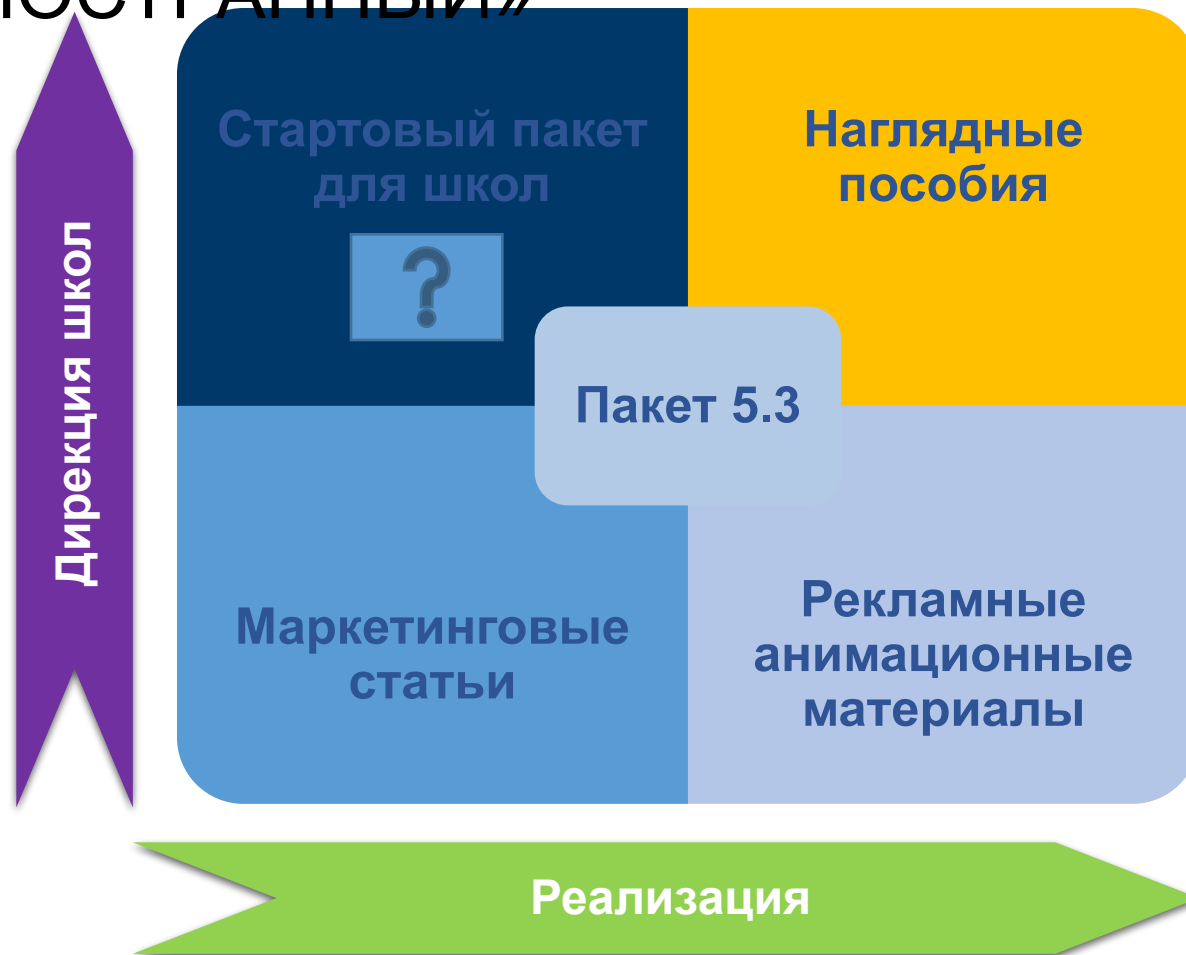 Стартовый пакет
для школ
?
Наглядные
пособия
Дирекция школ
Пакет 5.3
Маркетинговые
статьи
Рекламные
анимационные
материалы
Реализация